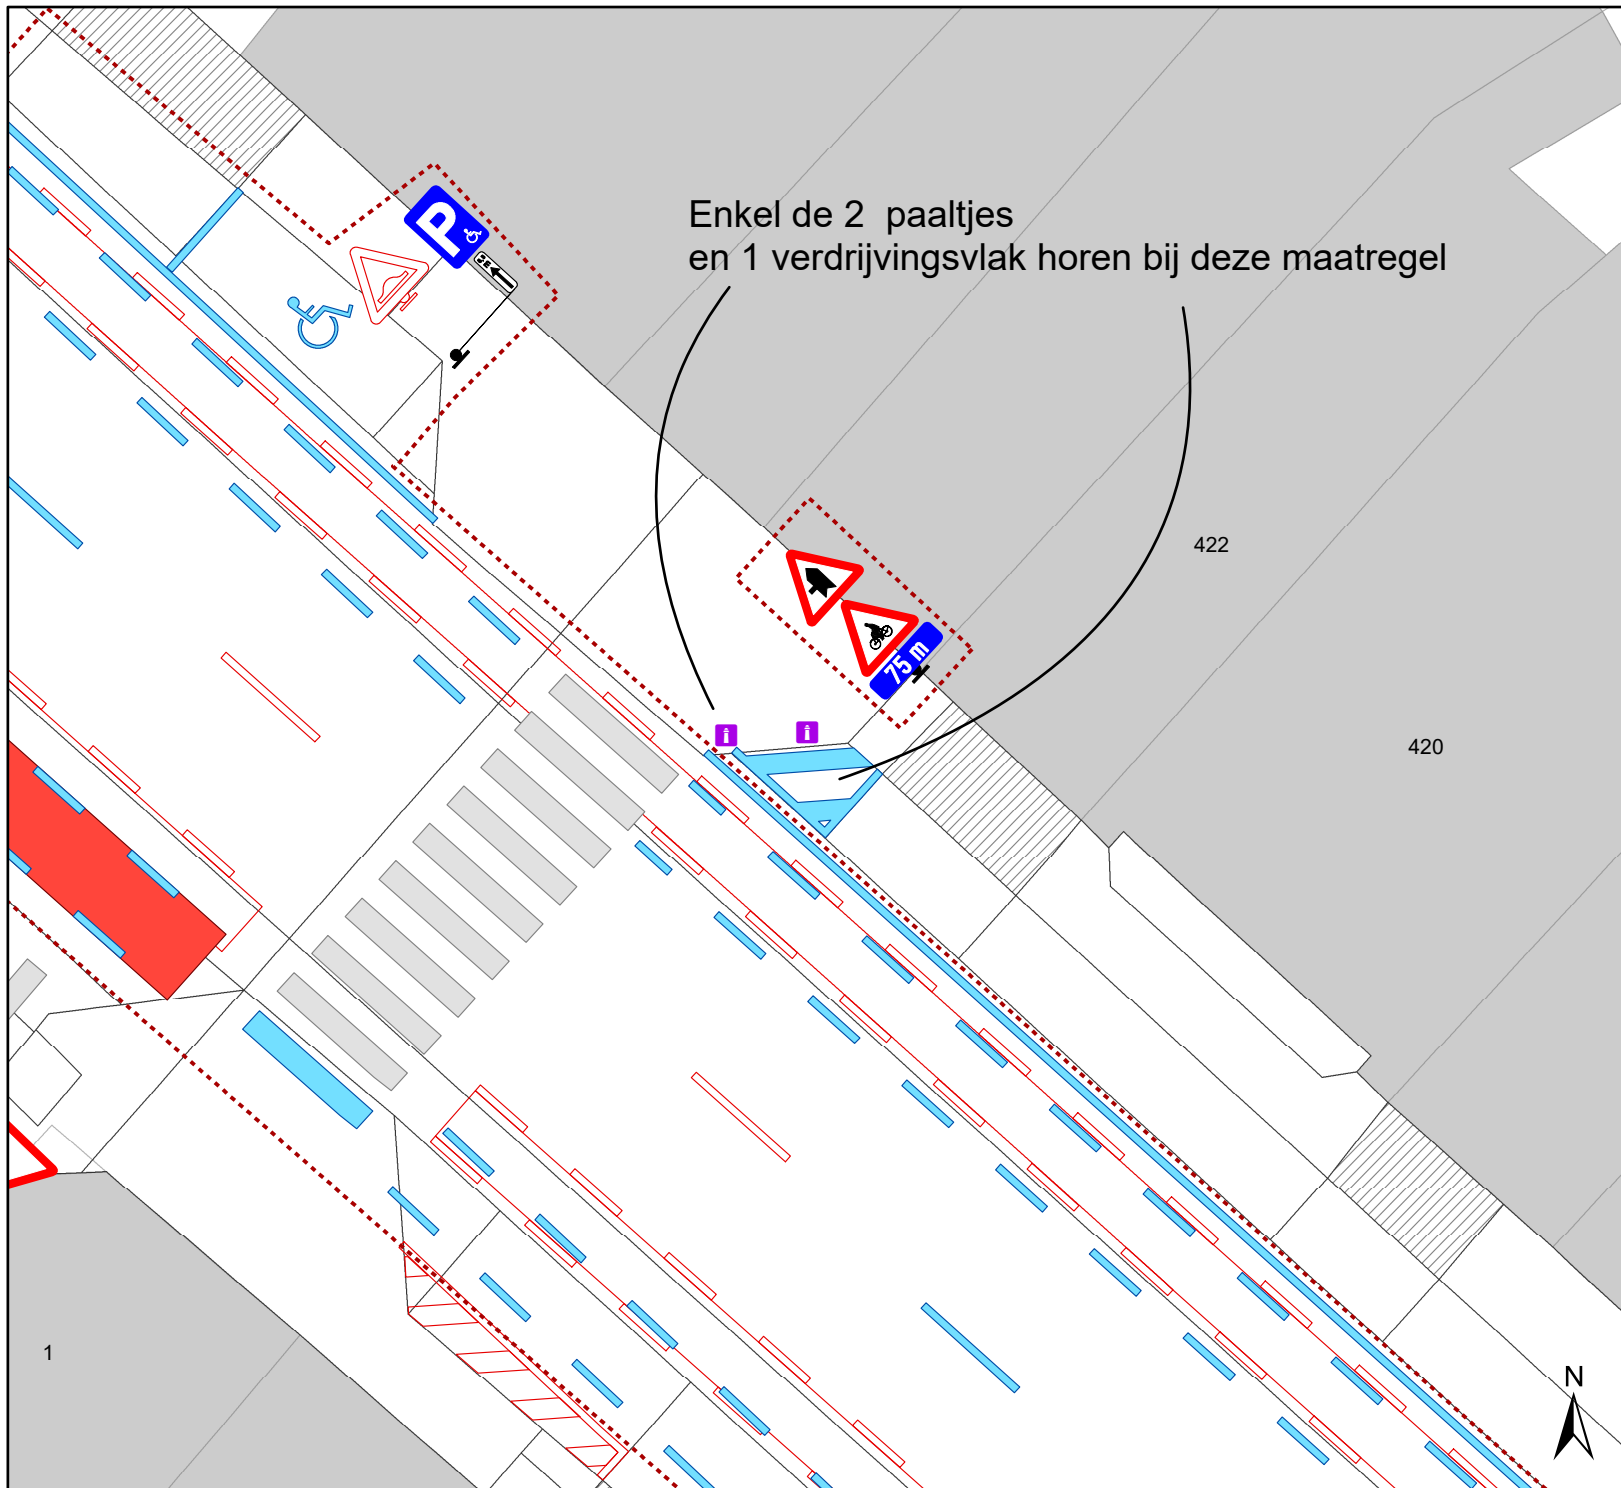 P
Enkel de 2 paaltjes
en 1 verdrijvingsvlak horen bij deze maatregel
422
75 m
420
1
N